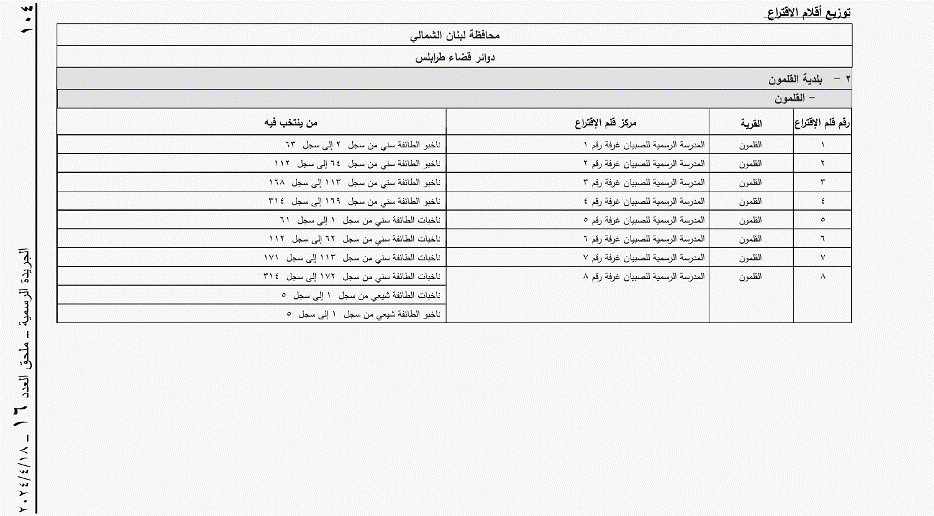 توزيع أقلام الاقتراع
محافظة لبنان الشمالي
دوائر قضاء طرابلس
٢ - بلدية القلمون
- القلمون
رقم قلم الإقتراع القرية مركز قلم الإقتراع من ينتخب فيه
١ القلمون المدرسة الرسمية للصبيان غرفة رقم ١ ناخبو الطائفة سني من سجل ٢ إلى سجل ٦٣
٢ القلمون المدرسة الرسمية للصبيان غرفة رقم ٢ ناخبو الطائفة سني من سجل ٦٤ إلى سجل ١١٢
٣ القلمون المدرسة الرسمية للصبيان غرفة رقم ٣ ناخبو الطائفة سني من سجل ١١٣ إلى سجل ١٦٨
٤ القلمون المدرسة الرسمية للصبيان غرفة رقم ٤ ناخبو الطائفة سني من سجل ١٦٩ إلى سجل ٣١٤
٥ القلمون المدرسة الرسمية للصبيان غرفة رقم ٥ ناخبات الطائفة سني من سجل ١ إلى سجل ٦١
٦ القلمون المدرسة الرسمية للصبيان غرفة رقم ٦ ناخبات الطائفة سني من سجل ٦٢ إلى سجل ١١٢
٧ القلمون المدرسة الرسمية للصبيان غرفة رقم ٧ ناخبات الطائفة سني من سجل ١١٣ إلى سجل ١٧١
٨ القلمون المدرسة الرسمية للصبيان غرفة رقم ٨ ناخبات الطائفة سني من سجل ١٧٢ إلى سجل ٣١٤
ناخبات الطائفة شيعي من سجل ١ إلى سجل ٥
ناخبو الطائفة شيعي من سجل ١ إلى سجل ٥
١٠٤
الجريدة الرسمية – ملحق العدد ١٦ – ٢٠٢٤/٤/١٨